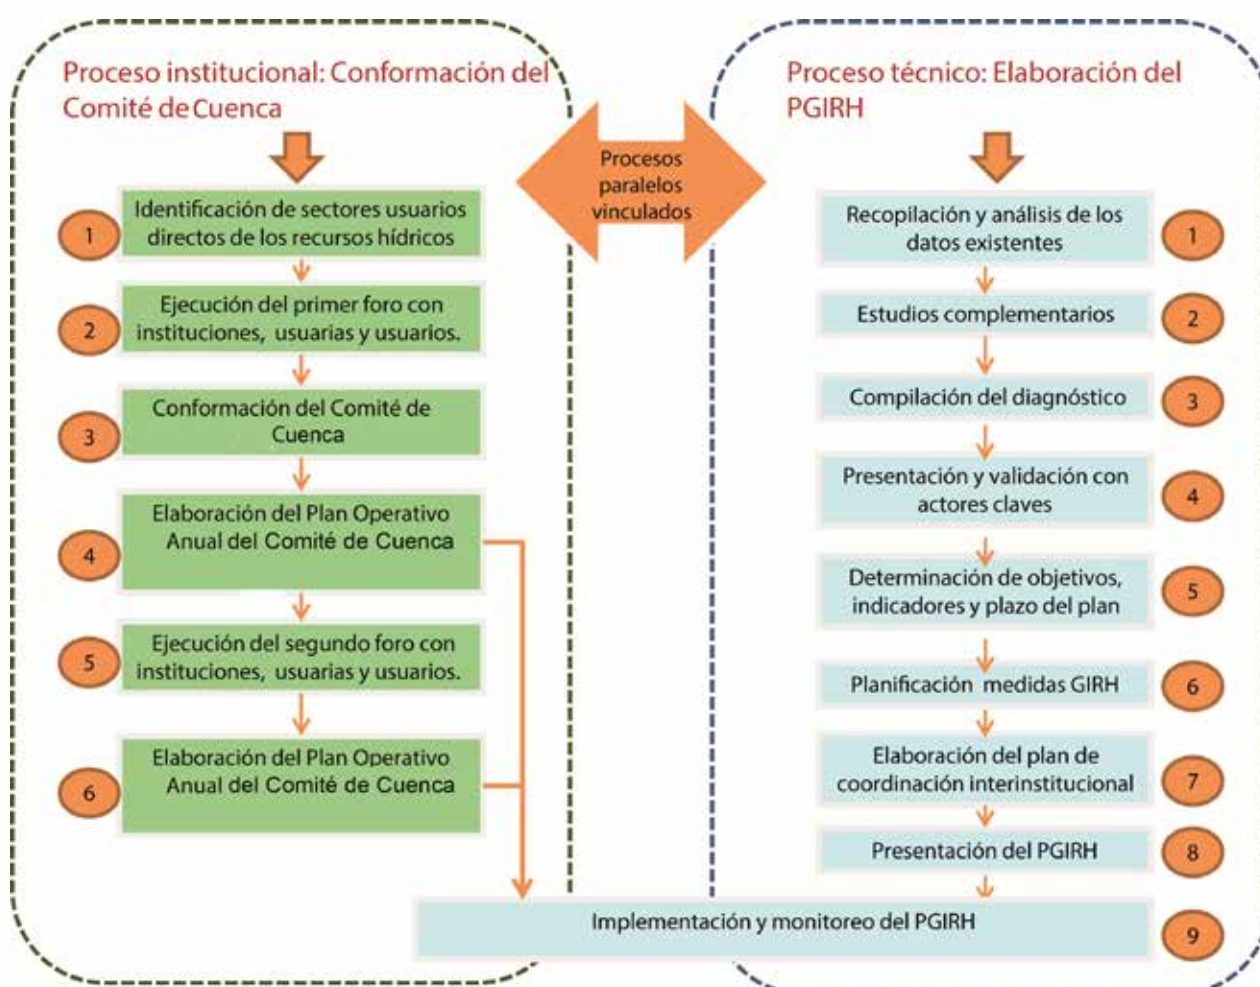 Proceso institucional: Conformación del
Comité de Cuenca
1
Identificación de sectores usuarios
directos de los recursos hídricos
2
Ejecución del primer foro con
instituciones, usuarias y usuarios.
3
Conformación del Comité de
Cuenca
4
Elaboración del Plan Operativo
Anual del Comité de Cuenca
5
Ejecución del segundo foro con
instituciones, usuarias y usuarios.
6
Elaboración del Plan Operativo
Anual del Comité de Cuenca
Procesos
paralelos
vinculados
Proceso técnico: Elaboración del
PGIRH
Recopilación y análisis de los
datos existentes
1
Estudios complementarios
2
Compilación del diagnóstico
3
Presentación y validación con
actores claves
4
Determinación de objetivos,
indicadores y plazo del plan
5
Planificación medidas GIRH
6
Elaboración del plan de
coordinación interinstitucional
7
Presentación del PGIRH
8
Implementación y monitoreo del PGIRH
9